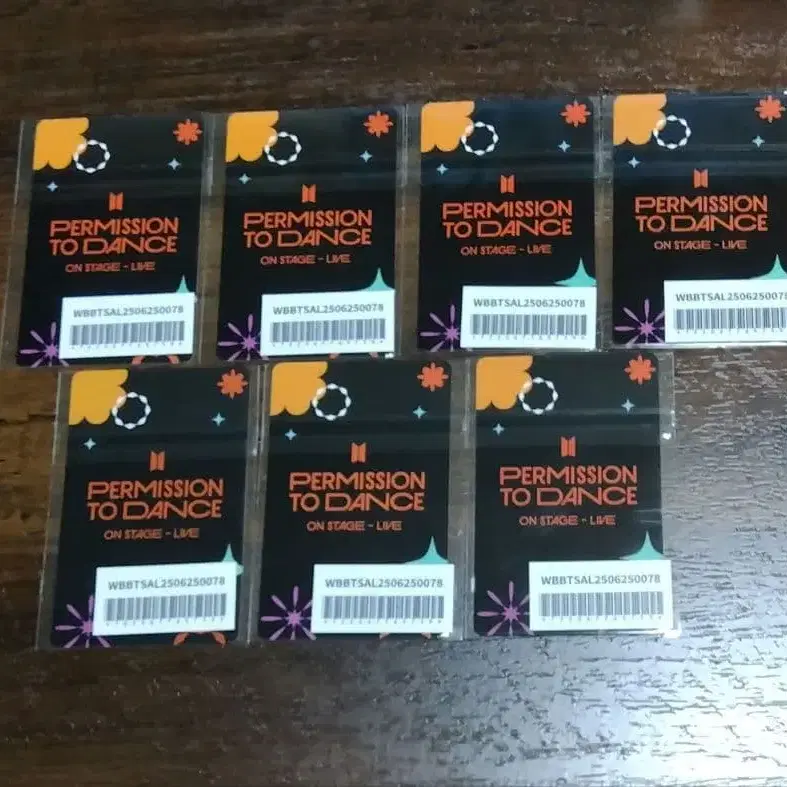 PERMISSION
TO DANCE
ON STAGE - LIVE
WBBTSAL2506250078
PERMISSION
TO DANCE
ON STAGE - LIVE
WBBTSAL2506250078
PERMISSION
TO DANCE
ON STAGE - LIVE
WBBTSAL2506250078
PERMISSION
TO DANCE
ON STAGE - LIVE
WBBTSAL2506250078
PERMISSION
TO DANCE
ON STAGE - LIVE
WBBTSAL2506250078
PERMISSION
TO DANCE
ON STAGE - LIVE
WBBTSAL2506250078
PERMISSION
TO DANCE
ON STAGE - LIVE
WBBTSAL2506250078